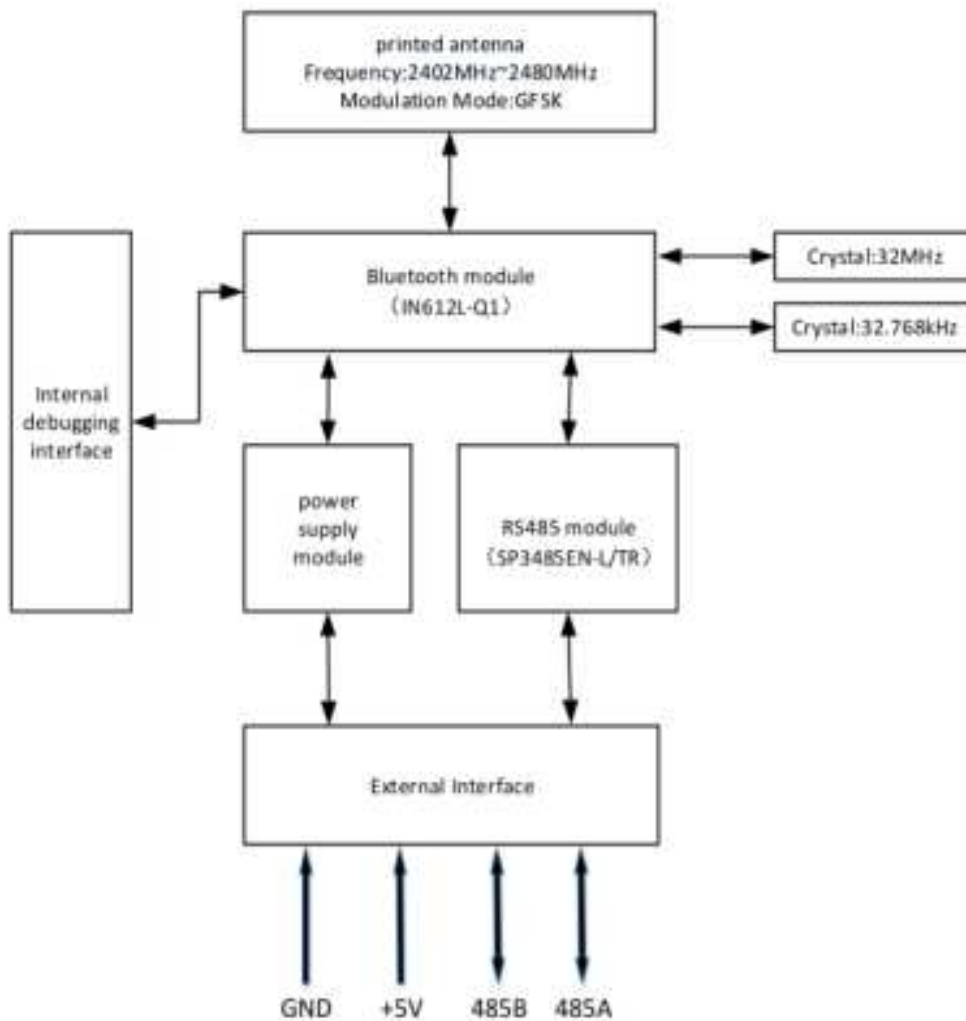 printed antenna
Frequency:2402MHz~2480MHz
Modulation Mode:GFSK
Bluetooth module
（IN612L-Q1）
Crystal:32MHz
Crystal:32.768kHz
Internal
debugging
interface
power
supply
module
RS485 module
（SP3485EN-L/TR）
External Interface
GND
+5V
485B
485A